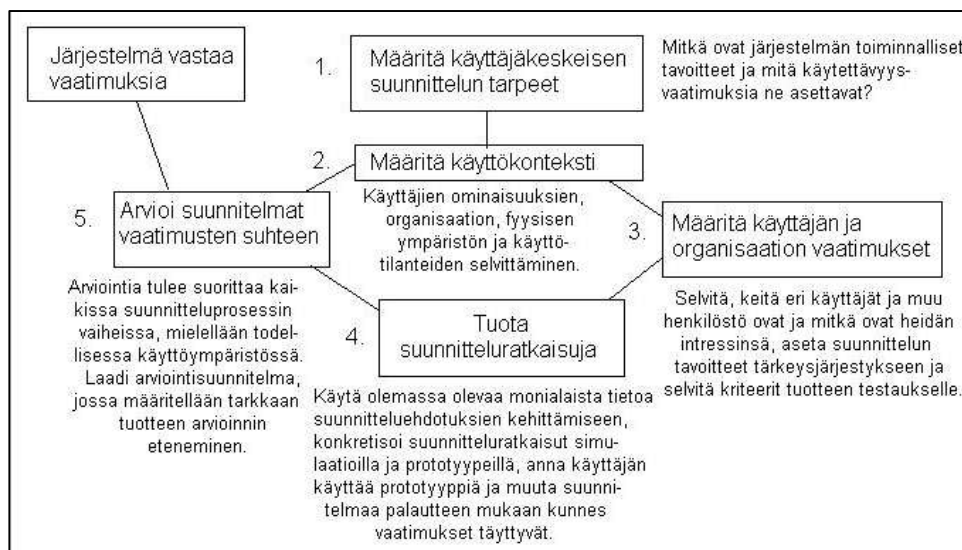 Järjestelmä vastaa
vaatimuksia
1.
Määritä käyttäjäkeskeisen
suunnittelun tarpeet
Mitkä ovat järjestelmän toiminnalliset
tavoitteet ja mitä käytettävyys-
vaatimuksia ne asettavat?
2.
Määritä käyttökonteksti
Käyttäjien ominaisuuksien,
organisaation, fyysisen
ympäristön ja käyttö-
tilanteiden selvittäminen.
3.
Määritä käyttäjän ja
organisaation vaatimukset
Selvitä, keitä eri käyttäjät ja muu
henkilöstö ovat ja mitkä ovat heidän
intressinsä, aseta suunnittelun
tavoitteet tärkeysjärjestykseen ja
selvitä kriteerit tuotteen testaukselle.
4.
Tuota
suunnitteluratkaisuja
Käytä olemassa olevaa monialaista tietoa
suunnitteluehdotuksien kehittämiseen,
konkretisoi suunnitteluratkaisut simu-
laatioilla ja prototyypeillä, anna käyttäjän
käyttää prototyyppiä ja muuta suunni-
telmaa palautteen mukaan kunnes
vaatimukset täyttyvät.
5.
Arvioi suunnitelmat
vaatimusten suhteen
Arviointia tulee suorittaa kai-
kissa suunnitteluprosessin
vaiheissa, mielellään todel-
lisessa käyttöympäristössä.
Laadi arviointisuunnitelma,
jossa määritellään tarkkaan
tuotteen arvioinnin
eteneminen.